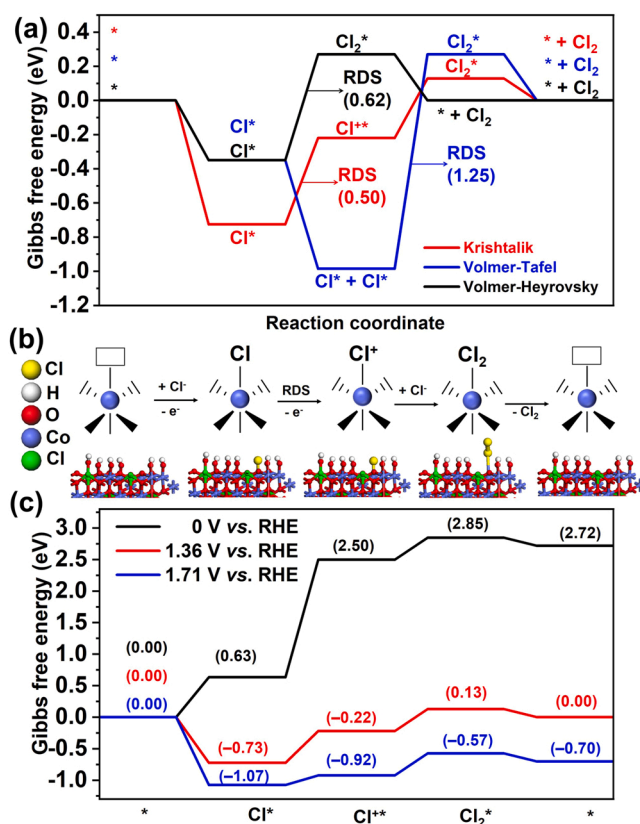 (a)
Gibbs free energy (eV)
0.4
0.2
0.0
-0.2
-0.4
-0.6
-0.8
-1.0
-1.2
*
*
*
Cl*
Cl*
Cl*
Cl₂*
RDS
(0.62)
Cl⁺*
RDS
(0.50)
Cl* + Cl*
Cl₂*
Cl₂*
* + Cl₂
RDS
(1.25)
* + Cl₂
* + Cl₂
* + Cl₂
Krishtalik
Volmer-Tafel
Volmer-Heyrovsky
Reaction coordinate
(b)
Cl
H
O
Co
Cl
+ Cl⁻
- e⁻
Cl
RDS
- e⁻
Cl⁺
+ Cl⁻
Cl₂
- Cl₂
(c)
Gibbs free energy (eV)
3.0
2.5
2.0
1.5
1.0
0.5
0.0
-0.5
-1.0
0 V vs. RHE
1.36 V vs. RHE
1.71 V vs. RHE
(0.00)
(0.00)
(0.00)
(0.63)
(2.50)
(2.85)
(2.72)
(−0.73)
(−0.22)
(0.13)
(0.00)
(−1.07)
(−0.92)
(−0.57)
(−0.70)
* Cl* Cl⁺* Cl₂* *